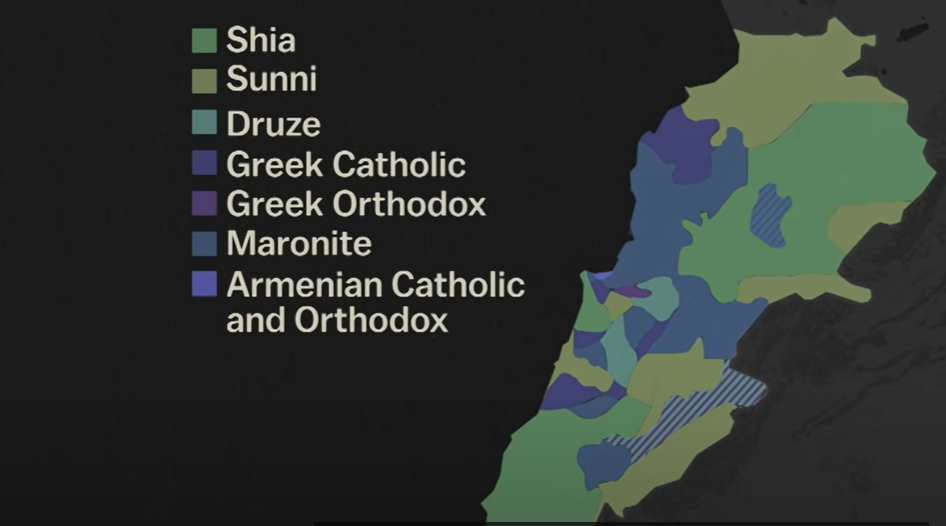 Shia
Sunni
Druze
Greek Catholic
Greek Orthodox
Maronite
Armenian Catholic
and Orthodox